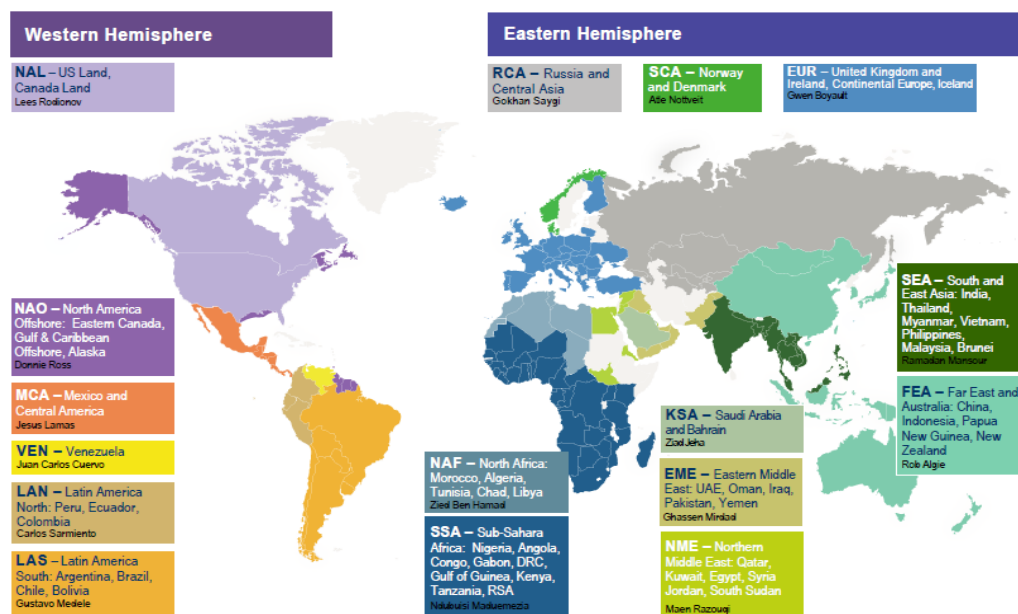 Western Hemisphere
Eastern Hemisphere
NAL – US Land,
Canada Land
Lees Rodionov
RCA – Russia and
Central Asia
Gokhan Saygi
SCA – Norway
and Denmark
Atle Nottveit
EUR – United Kingdom and
Ireland, Continental Europe, Iceland
Gwen Boyault
NAO – North America
Offshore: Eastern Canada,
Gulf & Caribbean
Offshore, Alaska
Donnie Ross
MCA – Mexico and
Central America
Jesus Lamas
VEN – Venezuela
Juan Carlos Cuervo
LAN – Latin America
North: Peru, Ecuador,
Colombia
Carlos Sarmiento
LAS – Latin America
South: Argentina, Brazil,
Chile, Bolivia
Gustavo
NAF – North Africa:
Morocco, Algeria,
Tunisia, Chad, Libya
Zied Ben Hamad
SSA – Sub-Sahara
Africa: Nigeria, Angola,
Congo, Gabon, DRC,
Gulf of Guinea, Kenya,
Tanzania, RSA
Ndubuisi Maduemezia
KSA – Saudi Arabia
and Bahrain
Ziad Jeha
EME – Eastern Middle
East: UAE, Oman, Iraq,
Pakistan, Yemen
Ghassen Mirdad
NME – Northern
Middle East: Qatar,
Kuwait, Egypt, Syria
Jordan, South Sudan
Maen Razouqi
SEA – South and
East Asia: India,
Thailand,
Myanmar, Vietnam,
Philippines,
Malaysia, Brunei
Ramadan Mansour
FEA – Far East and
Australia: China,
Indonesia, Papua
New Guinea, New
Zealand
Rob Algie